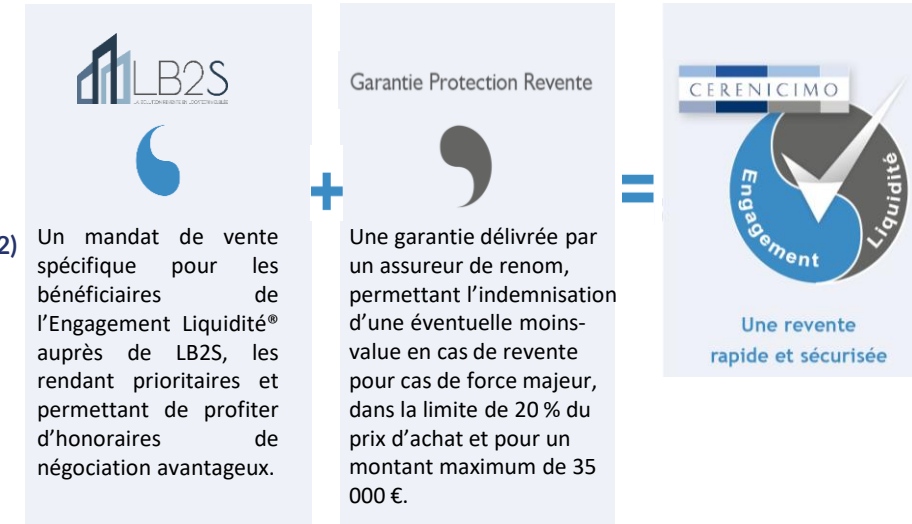 LB2S
Un mandat de vente
spécifique pour les
bénéficiaires de
l’Engagement Liquidité®
auprès de LB2S, les
rendant prioritaires et
permettant de profiter
d’honoraires de
négociation avantageux.
2)
+
Garantie Protection Revente
Une garantie délivrée par
un assureur de renom,
permettant l’indemnisation
d’une éventuelle moins-
value en cas de revente
pour cas de force majeur,
dans la limite de 20 % du
prix d’achat et pour un
montant maximum de 35
000 €.
=
CERENICIMO
Engagement
Liquidité
Une revente
rapide et sécurisée